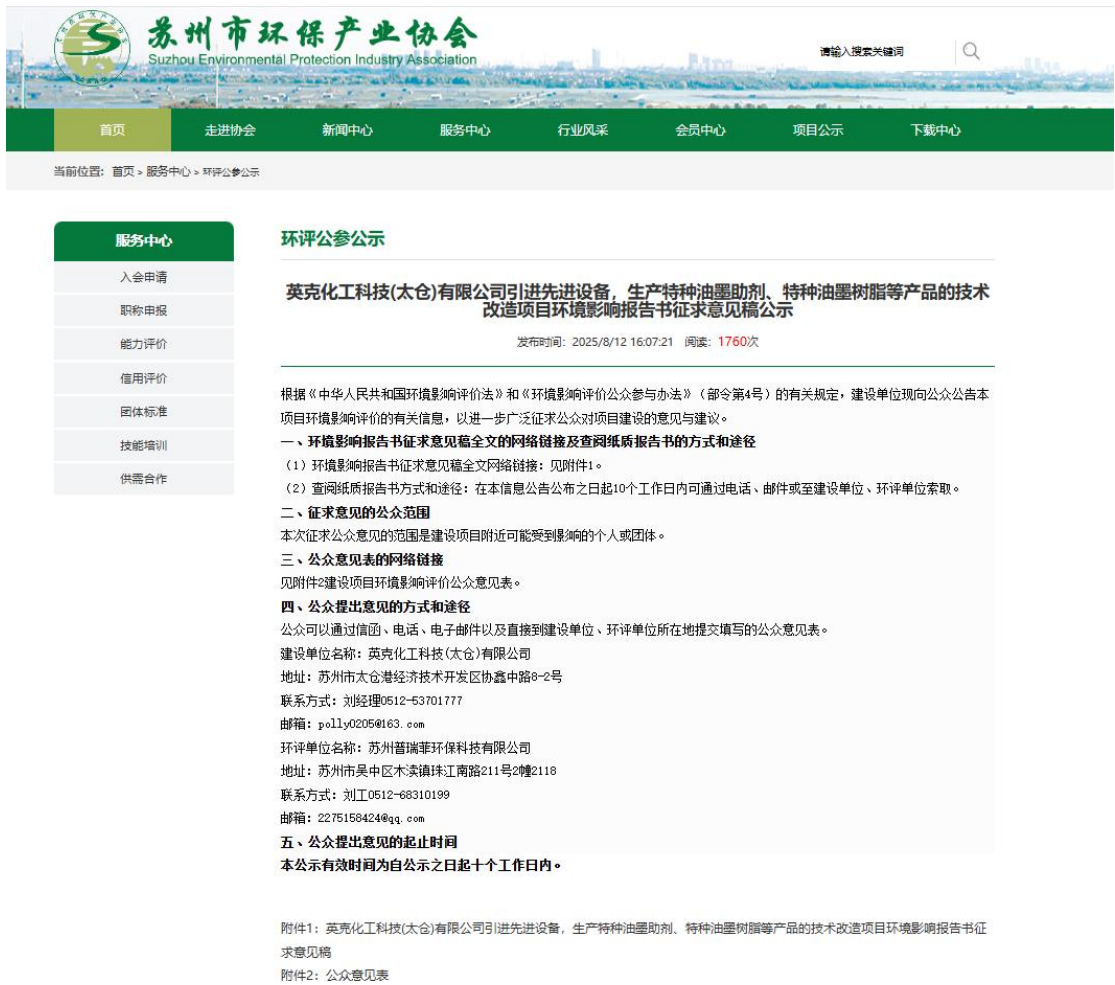 苏州市环保产业协会
Suzhou Environmental Protection Industry Association
请输入搜索关键词
首页 走进协会 新闻中心 服务中心 行业风采 会员中心 项目公示 下载中心
当前位置：首页 » 服务中心 » 环评公参公示
服务中心
入会申请
职称申报
能力评价
信用评价
团体标准
技能培训
供需合作
环评公参公示
英克化工科技(太仓)有限公司引进先进设备，生产特种油墨助剂、特种油墨树脂等产品的技术
改造项目环境影响报告书征求意见稿公示
发布时间：2025/8/12 16:07:21 阅读：1760次
根据《中华人民共和国环境影响评价法》和《环境影响评价公众参与办法》（部令第4号）的有关规定，建设单位现向公众公告本
项目环境影响评价的有关信息，以进一步广泛征求公众对项目建设的意见与建议。
一、环境影响报告书征求意见稿全文的网络链接及查阅纸质报告书的方式和途径
（1）环境影响报告书征求意见稿全文网络链接：见附件1。
（2）查阅纸质报告书方式和途径：在本信息公告公布之日起10个工作日内可通过电话、邮件或至建设单位、环评单位索取。
二、征求意见的公众范围
本次征求公众意见的范围是建设项目附近可能受到影响的个人或团体。
三、公众意见表的网络链接
见附件2建设项目环境影响评价公众意见表。
四、公众提出意见的方式和途径
公众可以通过信函、电话、电子邮件以及直接到建设单位、环评单位所在地提交填写的公众意见表。
建设单位名称：英克化工科技(太仓)有限公司
地址：苏州市太仓港经济技术开发区协鑫中路8-2号
联系方式：刘经理0512-53701777
邮箱：polly0205@163.com
环评单位名称：苏州普瑞菲环保科技有限公司
地址：苏州市吴中区木渎镇珠江南路211号2幢2118
联系方式：刘工0512-68310199
邮箱：2275158424@qq.com
五、公众提出意见的起止时间
本公示有效时间为自公示之日起十个工作日内。
附件1：英克化工科技(太仓)有限公司引进先进设备，生产特种油墨助剂、特种油墨树脂等产品的技术改造项目环境影响报告书征
求意见稿
附件2：公众意见表